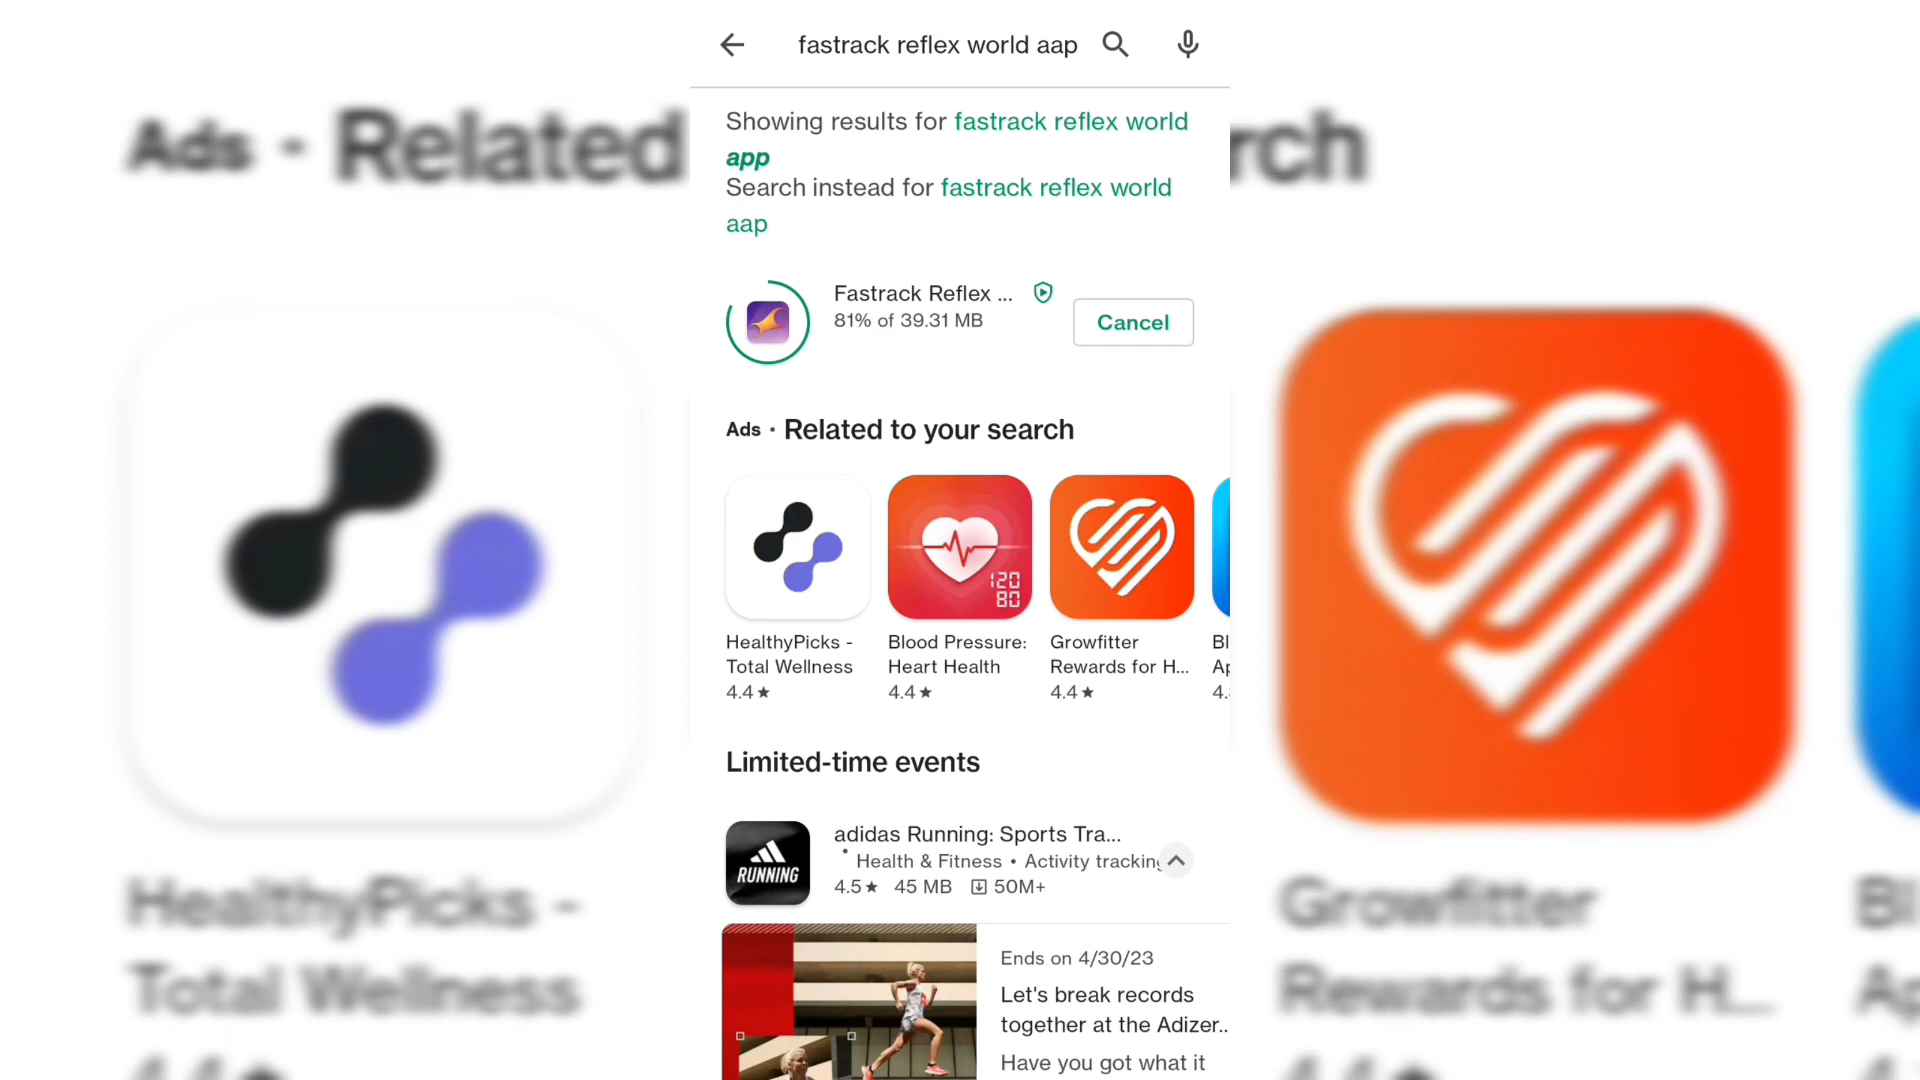 fastrack reflex world aap
Showing results for fastrack reflex world
app
Search instead for fastrack reflex world
aap
Fastrack Reflex ...
81% of 39.31 MB
Cancel
Ads • Related to your search
120
80
HealthyPicks -
Total Wellness
4.4★
Blood Pressure:
Heart Health
4.4★
Growfitter
Rewards for H...
4.4★
Limited-time events
RUNNING
adidas Running: Sports Tra...
• Health & Fitness • Activity tracking
4.5★ 45 MB 50M+
Ends on 4/30/23
Let's break records
together at the Adizer..
Have you got what it
Ads - Related
rch
HealthyPicks -
Total Wellness
Growfitter
Rewards for H...